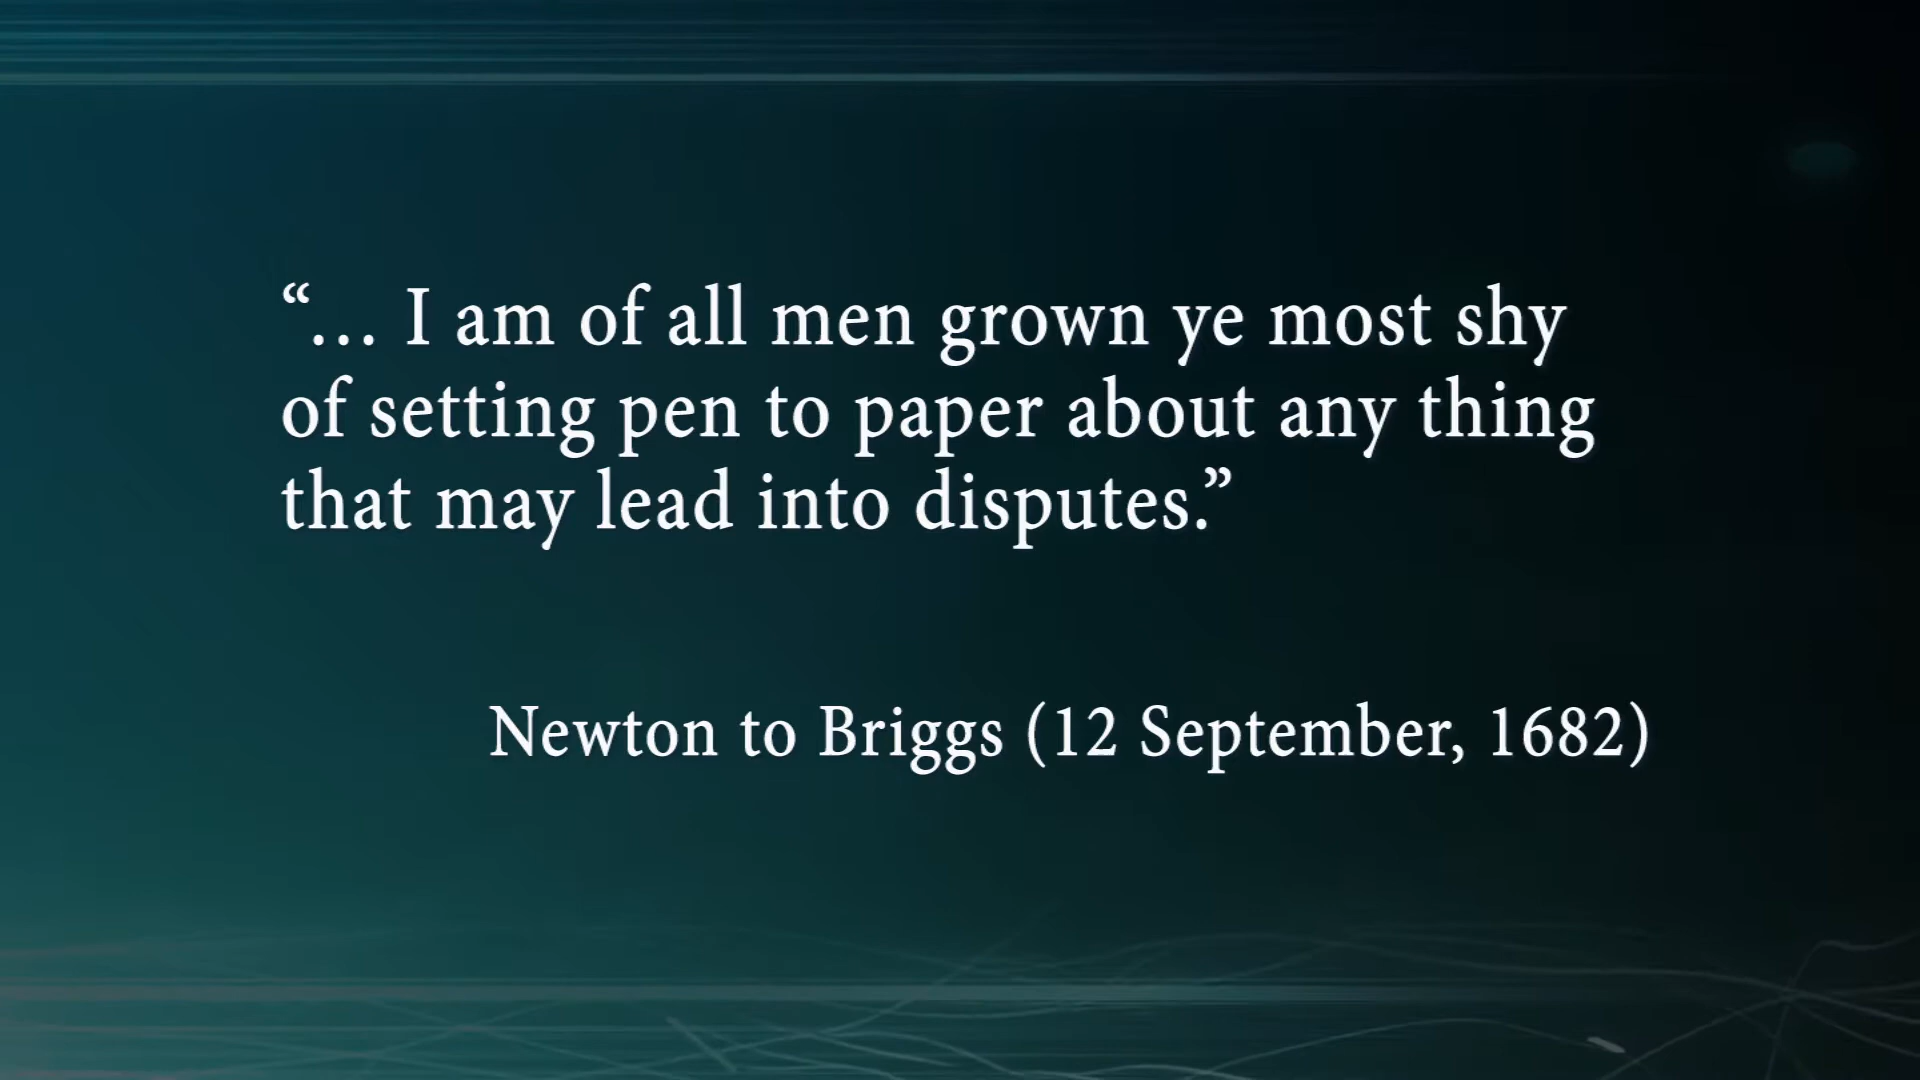 “… I am of all men grown ye most shy
of setting pen to paper about any thing
that may lead into disputes.”
Newton to Briggs (12 September, 1682)